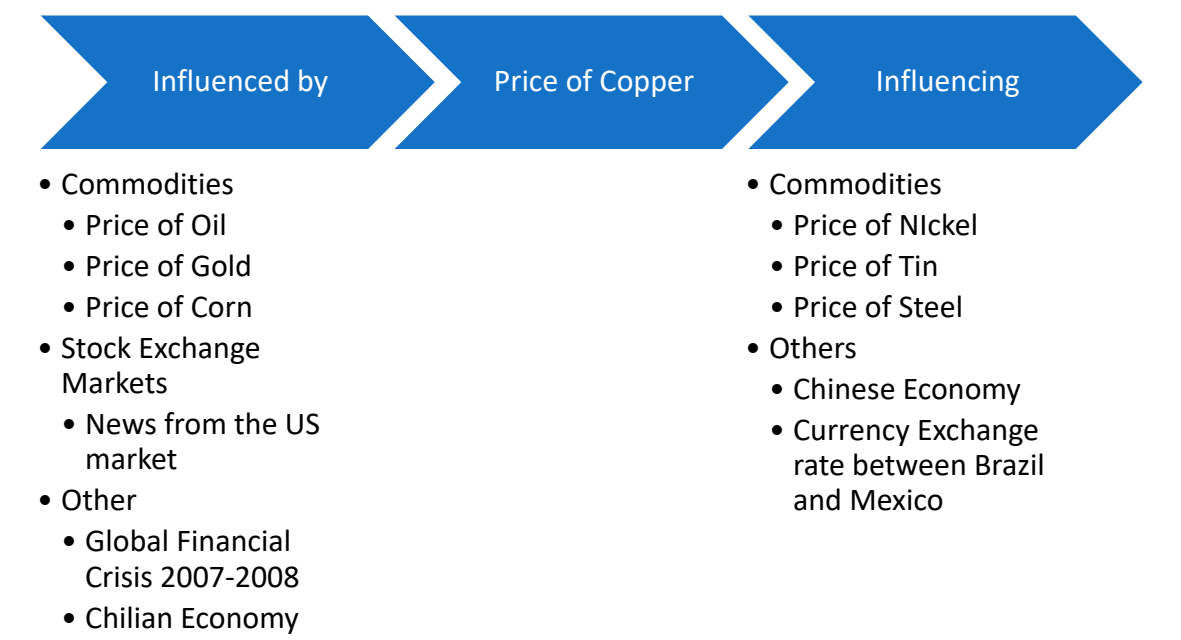 Influenced by
Price of Copper
Influencing
• Commodities
• Price of Oil
• Price of Gold
• Price of Corn
• Stock Exchange
Markets
• News from the US
market
• Other
• Global Financial
Crisis 2007-2008
• Chilian Economy
• Commodities
• Price of NIckel
• Price of Tin
• Price of Steel
• Others
• Chinese Economy
• Currency Exchange
rate between Brazil
and Mexico